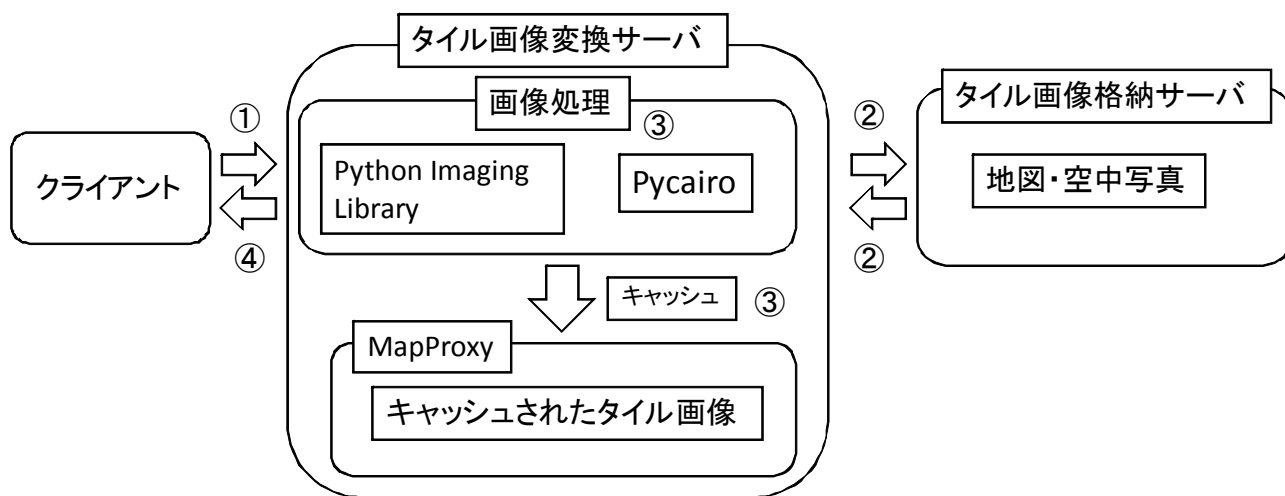 タイル画像変換サーバ
画像処理
③
Python Imaging
Library
Pycairo
①
クライアント
④
②
タイル画像格納サーバ
地図・空中写真
②
キャッシュ
③
MapProxy
キャッシュされたタイル画像